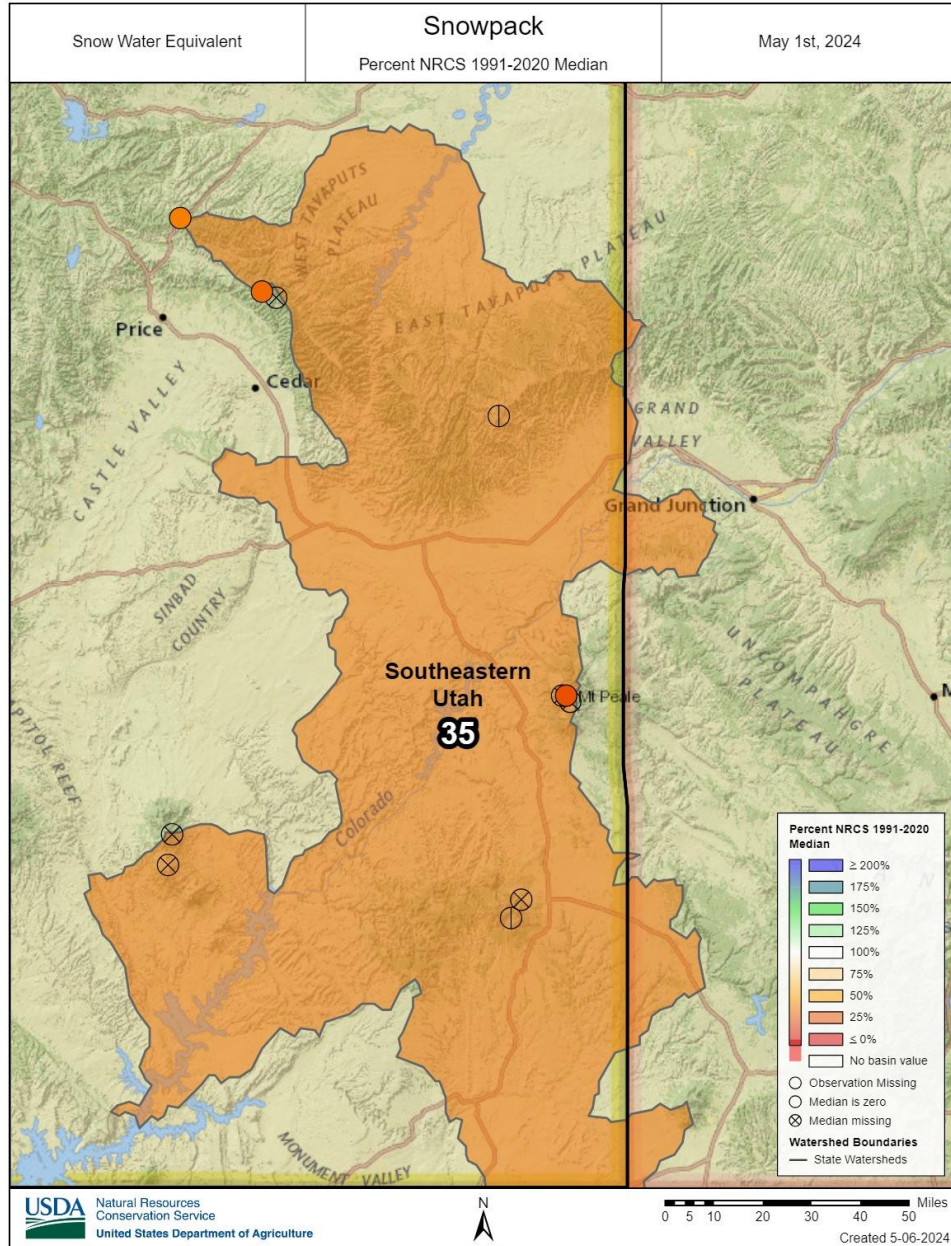 Snow Water Equivalent
Snowpack
Percent NRCS 1991-2020 Median
May 1st, 2024
WEST TAVAPUTS
PLATEAU
EAST TAVAPUTS PLATEAU
Price
Cedar
CASTLE VALLEY
GRAND
VALLEY
Grand Junction
SINBAD
COUNTRY
Southeastern
Utah
35
Mt Peale
UNCOMPAHGRE
PLATEAU
M
PITOL REEF
Colorado
MONUMENT VALLEY
Percent NRCS 1991-2020
Median
≥ 200%
175%
150%
125%
100%
75%
50%
25%
≤ 0%
No basin value
Observation Missing
Median is zero
Median missing
Watershed Boundaries
State Watersheds
USDA
Natural Resources
Conservation Service
United States Department of Agriculture
N
Miles
0 5 10 20 30 40 50
Created 5-06-2024